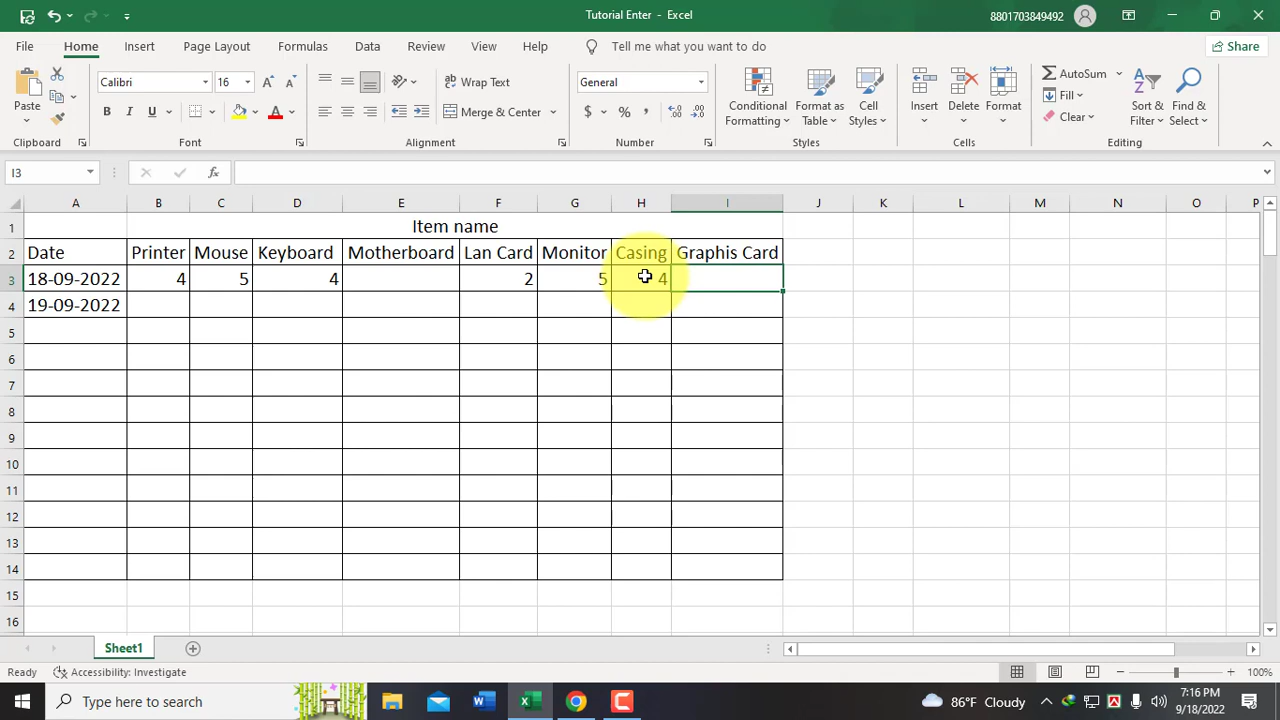 Tutorial Enter - Excel
8801703849492
File Home Insert Page Layout Formulas Data Review View Help Tell me what you want to do Share
Paste
Calibri 16
B I U
A A
Wrap Text
Merge & Center
General
$ % ,
Conditional Formatting
Format as Table
Cell Styles
Insert
Delete
Format
AutoSum
Fill
Clear
Sort & Filter
Find & Select
Clipboard Font Alignment Number Styles Cells Editing
I3 fx
A B C D E F G H I J K L M N O P
1 Item name
2 Date Printer Mouse Keyboard Motherboard Lan Card Monitor Casing Graphis Card
3 18-09-2022 4 5 4 2 5 4
4 19-09-2022
5
6
7
8
9
10
11
12
13
14
15
16
Sheet1
Ready Accessibility: Investigate 100%
Type here to search
86°F Cloudy
7:16 PM
9/18/2022